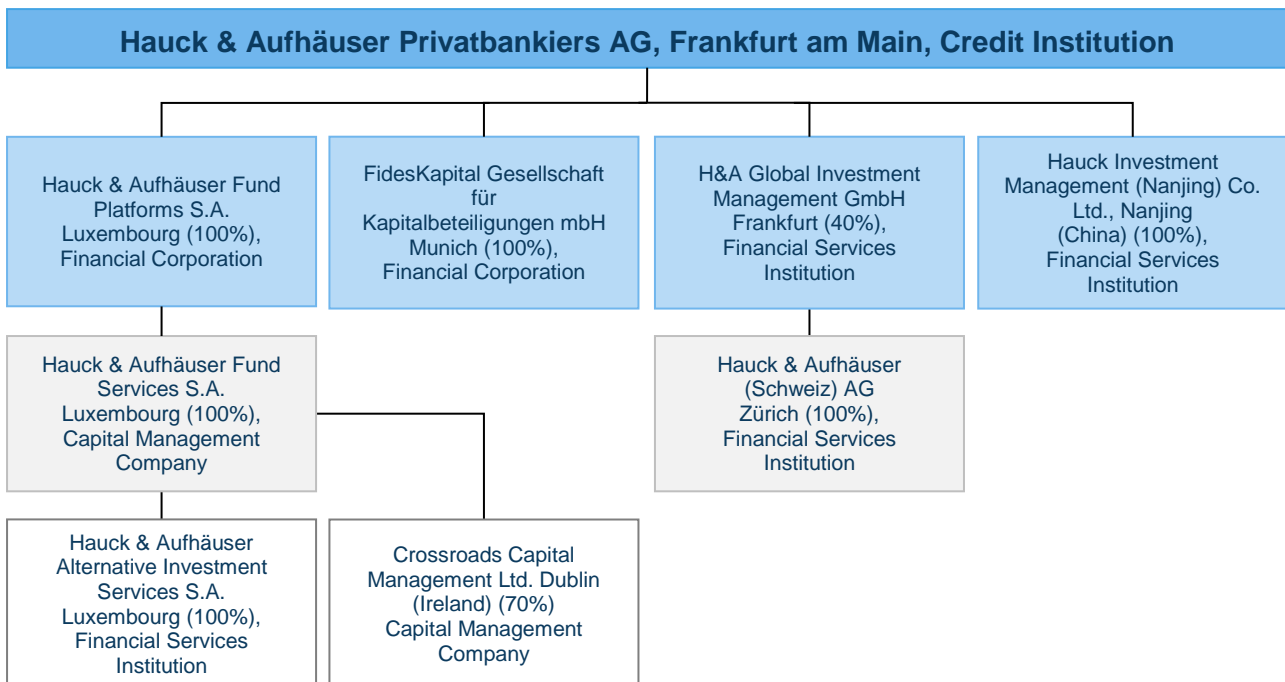 Hauck & Aufhäuser Privatbankiers AG, Frankfurt am Main, Credit Institution
Hauck & Aufhäuser Fund
Platforms S.A.
Luxembourg (100%),
Financial Corporation
FidesKapital Gesellschaft
für
Kapitalbeteiligungen mbH
Munich (100%),
Financial Corporation
H&A Global Investment
Management GmbH
Frankfurt (40%),
Financial Services
Institution
Hauck Investment
Management (Nanjing) Co.
Ltd., Nanjing
(China) (100%),
Financial Services
Institution
Hauck & Aufhäuser Fund
Services S.A.
Luxembourg (100%),
Capital Management
Company
Hauck & Aufhäuser
(Schweiz) AG
Zürich (100%),
Financial Services
Institution
Hauck & Aufhäuser
Alternative Investment
Services S.A.
Luxembourg (100%),
Financial Services
Institution
Crossroads Capital
Management Ltd. Dublin
(Ireland) (70%)
Capital Management
Company